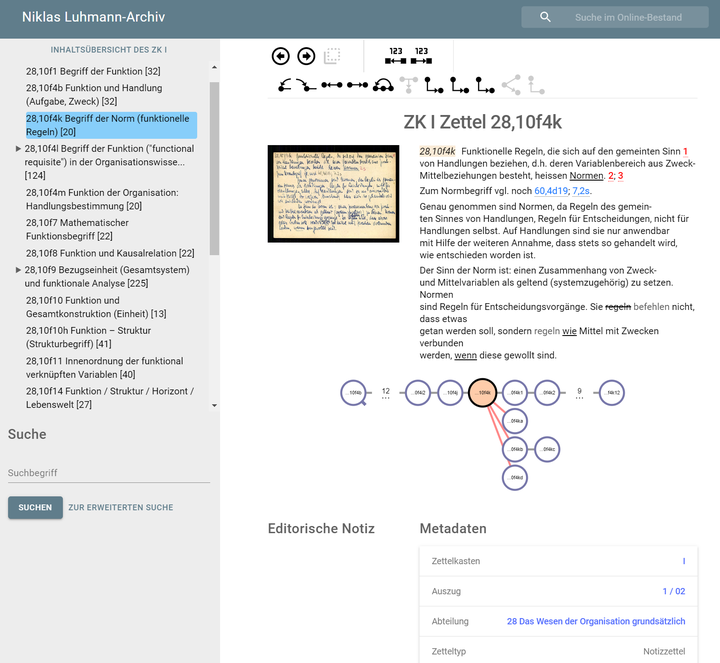 Niklas Luhmann-Archiv
Suche im Online-Bestand
INHALTSÜBERSICHT DES ZK I
28,10f1 Begriff der Funktion [32]
28,10f4b Funktion und Handlung
(Aufgabe, Zweck) [32]
28,10f4k Begriff der Norm (funktionelle
Regeln) [20]
28,10f4l Begriff der Funktion ("functional
requisite") in der Organisationswisse...
[124]
28,10f4m Funktion der Organisation:
Handlungsbestimmung [20]
28,10f7 Mathematischer
Funktionsbegriff [22]
28,10f8 Funktion und Kausalrelation [22]
28,10f9 Bezugseinheit (Gesamtsystem)
und funktionale Analyse [225]
28,10f10 Funktion und
Gesamtkonstruktion (Einheit) [13]
28,10f10h Funktion – Struktur
(Strukturbegriff) [41]
28,10f11 Innenordnung der funktional
verknüpften Variablen [40]
28,10f14 Funktion / Struktur / Horizont /
Lebenswelt [27]
Suche
Suchbegriff
SUCHEN
ZUR ERWEITERTEN SUCHE
123 123
ZK I Zettel 28,10f4k
28,10f4k Funktionelle Regeln, die sich auf den gemeinten Sinn 1
von Handlungen beziehen, d.h. deren Variablenbereich aus Zweck-
Mittelbeziehungen besteht, heissen Normen. 2; 3
Zum Normbegriff vgl. noch 60,4d19; 7,2s.
Genau genommen sind Normen, da Regeln des gemein-
ten Sinnes von Handlungen, Regeln für Entscheidungen, nicht für
Handlungen selbst. Auf Handlungen sind sie nur anwendbar
mit Hilfe der weiteren Annahme, dass stets so gehandelt wird,
wie entschieden worden ist.
Der Sinn der Norm ist: einen Zusammenhang von Zweck-
und Mittelvariablen als geltend (systemzugehörig) zu setzen.
Normen
sind Regeln für Entscheidungsvorgänge. Sie regeln befehlen nicht,
dass etwas
getan werden soll, sondern regeln wie Mittel mit Zwecken
verbunden
werden, wenn diese gewollt sind.
12
9
Editorische Notiz
Metadaten
Zettelkasten I
Auszug 1 / 02
Abteilung 28 Das Wesen der Organisation grundsätzlich
Zetteltyp Notizzettel